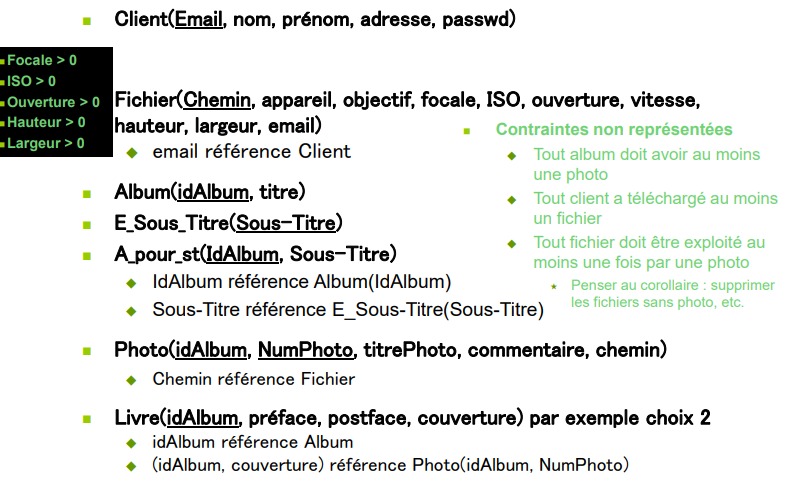 Client(Email, nom, prénom, adresse, passwd)
Focale > 0
ISO > 0
Ouverture > 0
Hauteur > 0
Largeur > 0
Fichier(Chemin, appareil, objectif, focale, ISO, ouverture, vitesse,
hauteur, largeur, email)
email référence Client
Contraintes non représentées
Tout album doit avoir au moins
une photo
Tout client a téléchargé au moins
un fichier
Tout fichier doit être exploité au
moins une fois par une photo
Penser au corollaire : supprimer
les fichiers sans photo, etc.
Album(idAlbum, titre)
E_Sous_Titre(Sous-Titre)
A_pour_st(IdAlbum, Sous-Titre)
IdAlbum référence Album(IdAlbum)
Sous-Titre référence E_Sous-Titre(Sous-Titre)
Photo(idAlbum, NumPhoto, titrePhoto, commentaire, chemin)
Chemin référence Fichier
Livre(idAlbum, préface, postface, couverture) par exemple choix 2
idAlbum référence Album
(idAlbum, couverture) référence Photo(idAlbum, NumPhoto)